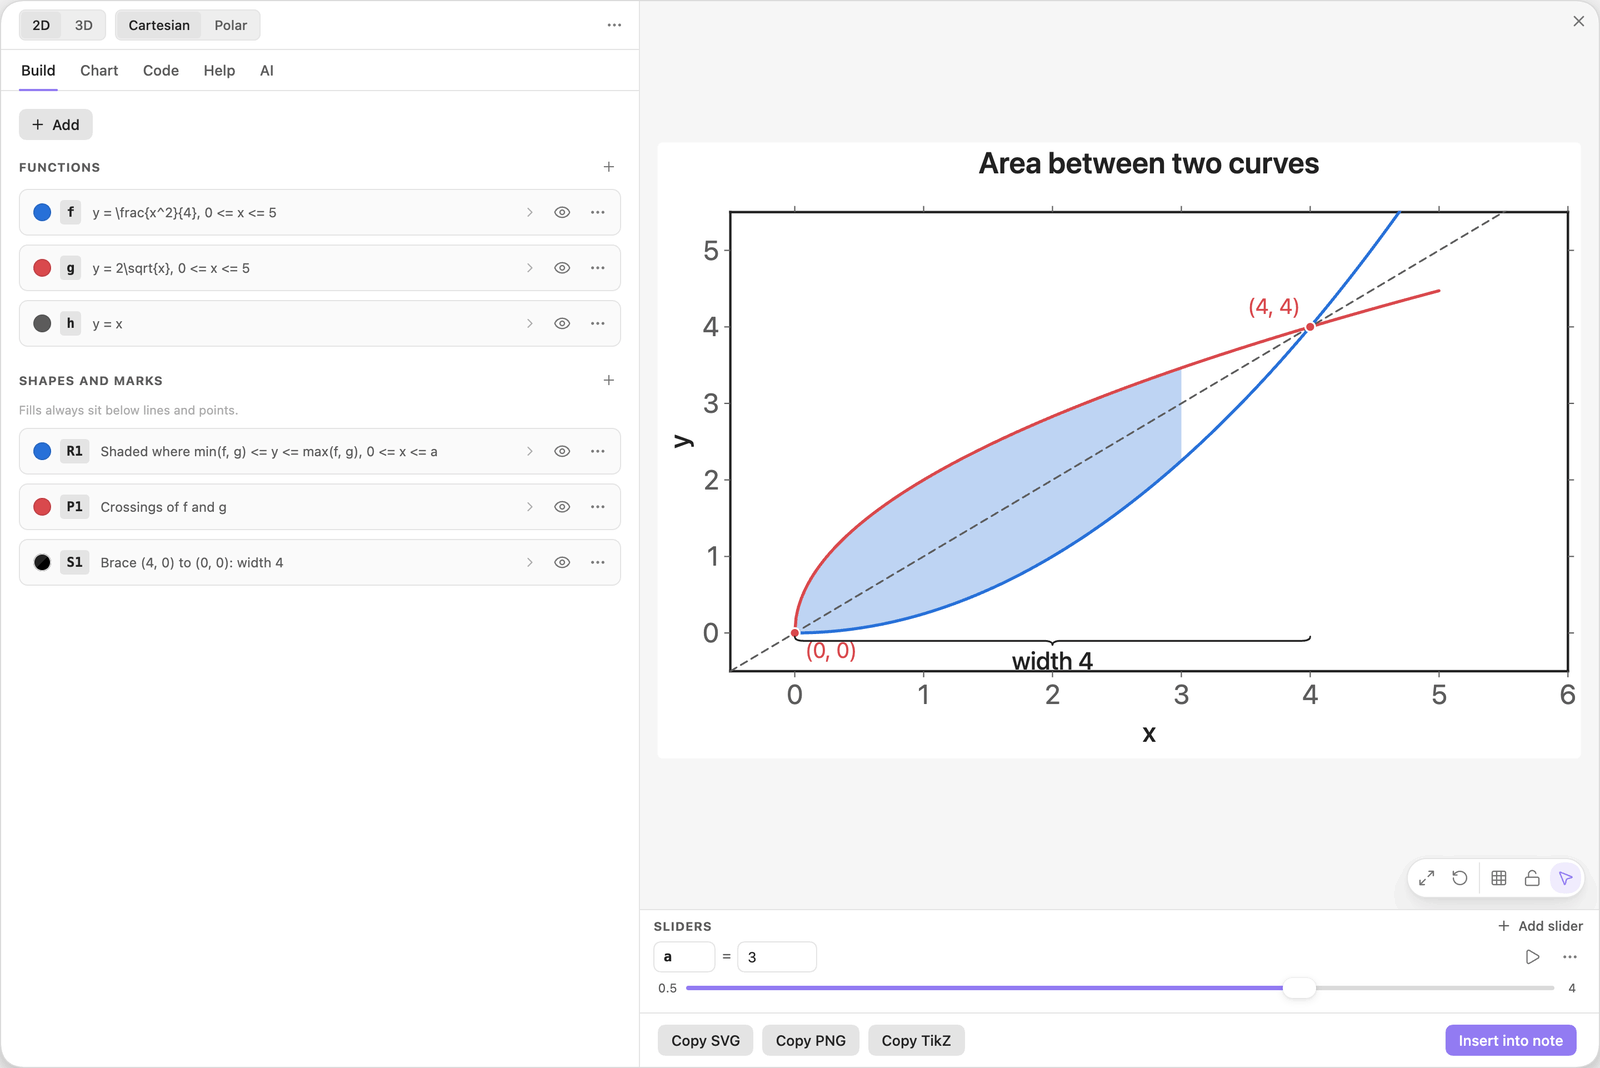 2D 3D Cartesian Polar
Build Chart Code Help AI
+ Add
FUNCTIONS
f y = \frac{x^2}{4}, 0 <= x <= 5
g y = 2\sqrt{x}, 0 <= x <= 5
h y = x
SHAPES AND MARKS
Fills always sit below lines and points.
R1 Shaded where min(f, g) <= y <= max(f, g), 0 <= x <= a
P1 Crossings of f and g
S1 Brace (4, 0) to (0, 0): width 4
Area between two curves
5
(4, 4)
4
3
y
2
1
0
(0, 0)
width 4
0 1 2 3 4 5 6
x
SLIDERS + Add slider
a = 3
0.5 4
Copy SVG Copy PNG Copy TikZ Insert into note